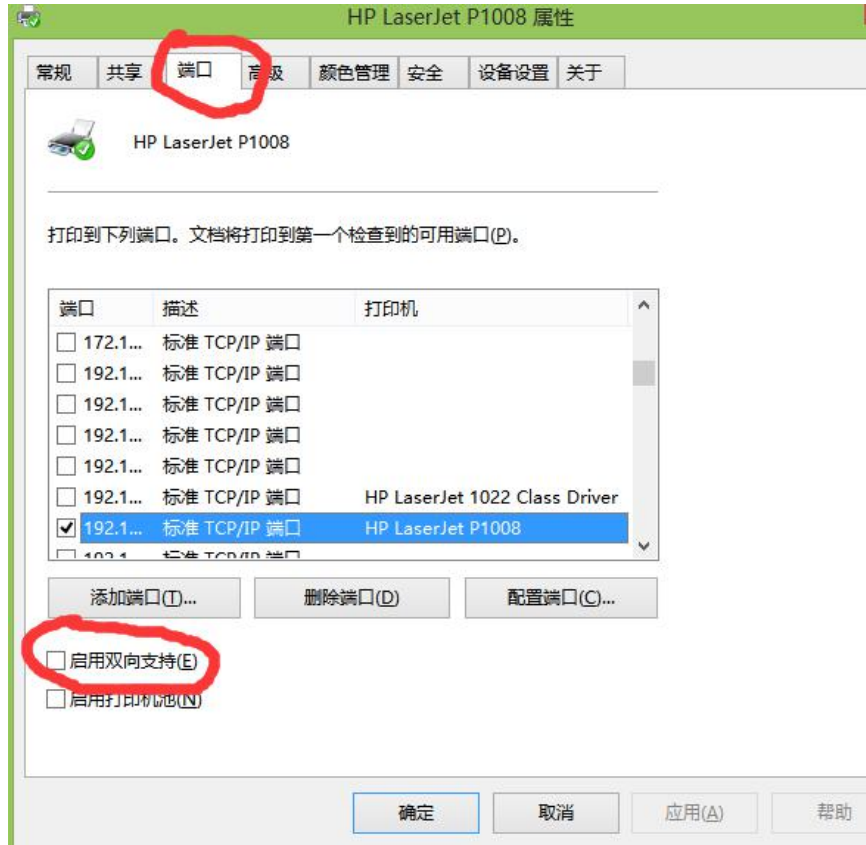 HP LaserJet P1008 属性
常规 共享 端口 高级 颜色管理 安全 设备设置 关于
HP LaserJet P1008
打印到下列端口。文档将打印到第一个检查到的可用端口(P)。
端口 描述 打印机
172.1... 标准 TCP/IP 端口
192.1... 标准 TCP/IP 端口
192.1... 标准 TCP/IP 端口
192.1... 标准 TCP/IP 端口
192.1... 标准 TCP/IP 端口
192.1... 标准 TCP/IP 端口 HP LaserJet 1022 Class Driver
192.1... 标准 TCP/IP 端口 HP LaserJet P1008
192.1... 标准 TCP/IP 端口
添加端口(T)... 删除端口(D) 配置端口(C)...
启用双向支持(E)
启用打印机池(N)
确定 取消 应用(A) 帮助